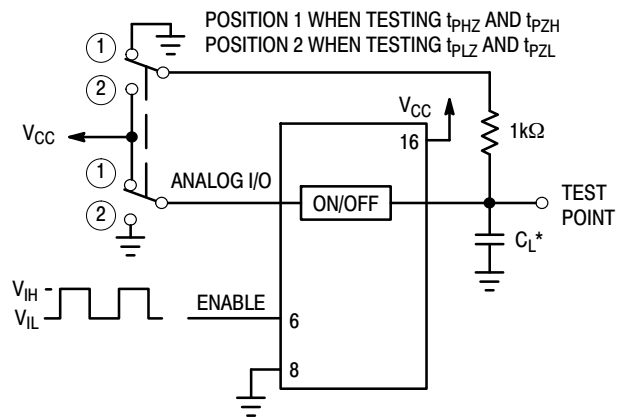 POSITION 1 WHEN TESTING tPHZ AND tPZH
POSITION 2 WHEN TESTING tPLZ AND tPZL
1
2
VCC
VCC
16
1kΩ
1
2
ANALOG I/O
ON/OFF
TEST
POINT
CL*
VIH
VIL
ENABLE
6
8